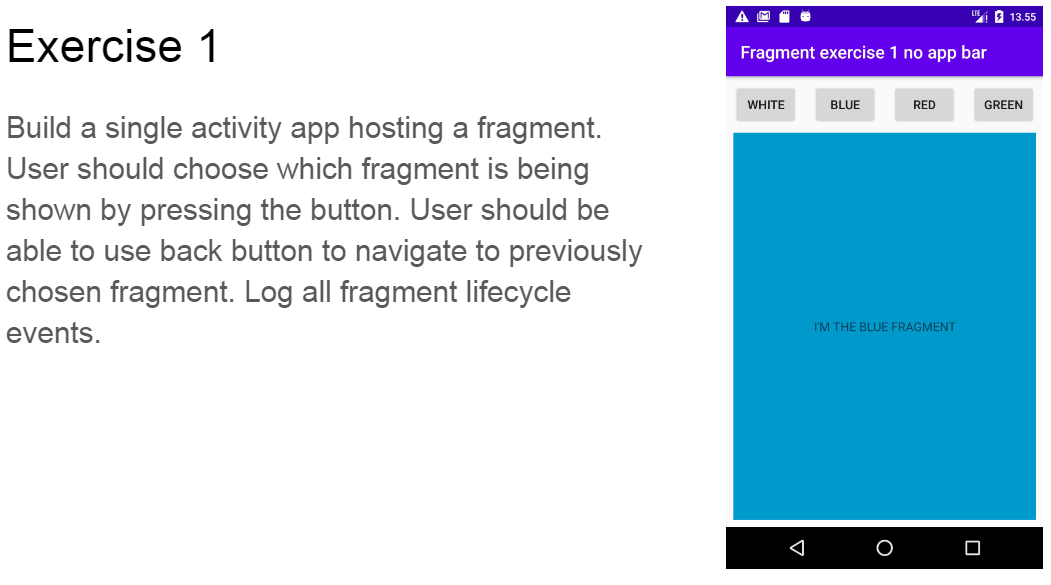 Exercise 1
Build a single activity app hosting a fragment.
User should choose which fragment is being
shown by pressing the button. User should be
able to use back button to navigate to previously
chosen fragment. Log all fragment lifecycle
events.
LTE 13.55
Fragment exercise 1 no app bar
WHITE BLUE RED GREEN
I'M THE BLUE FRAGMENT